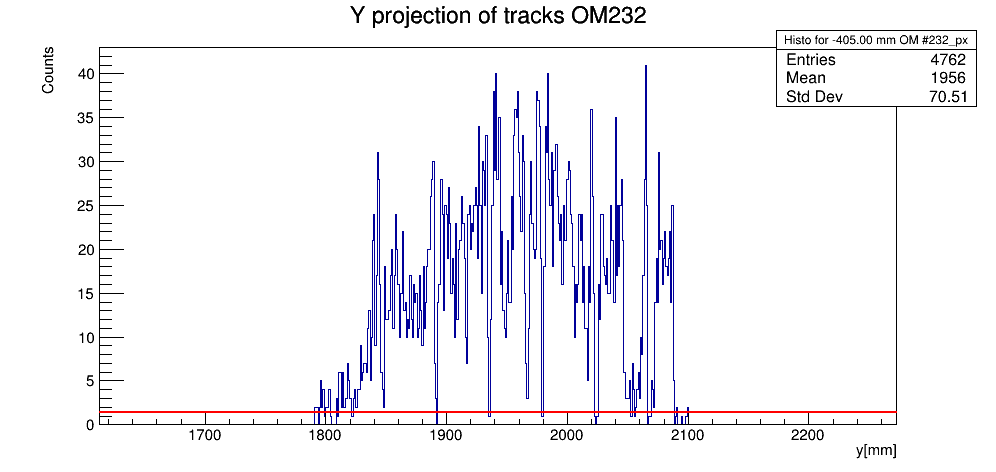 Y projection of tracks OM232
Histo for -405.00 mm OM #232_px
Entries 4762
Mean 1956
Std Dev 70.51
Counts
40
35
30
25
20
15
10
5
0
1700 1800 1900 2000 2100 2200
y[mm]